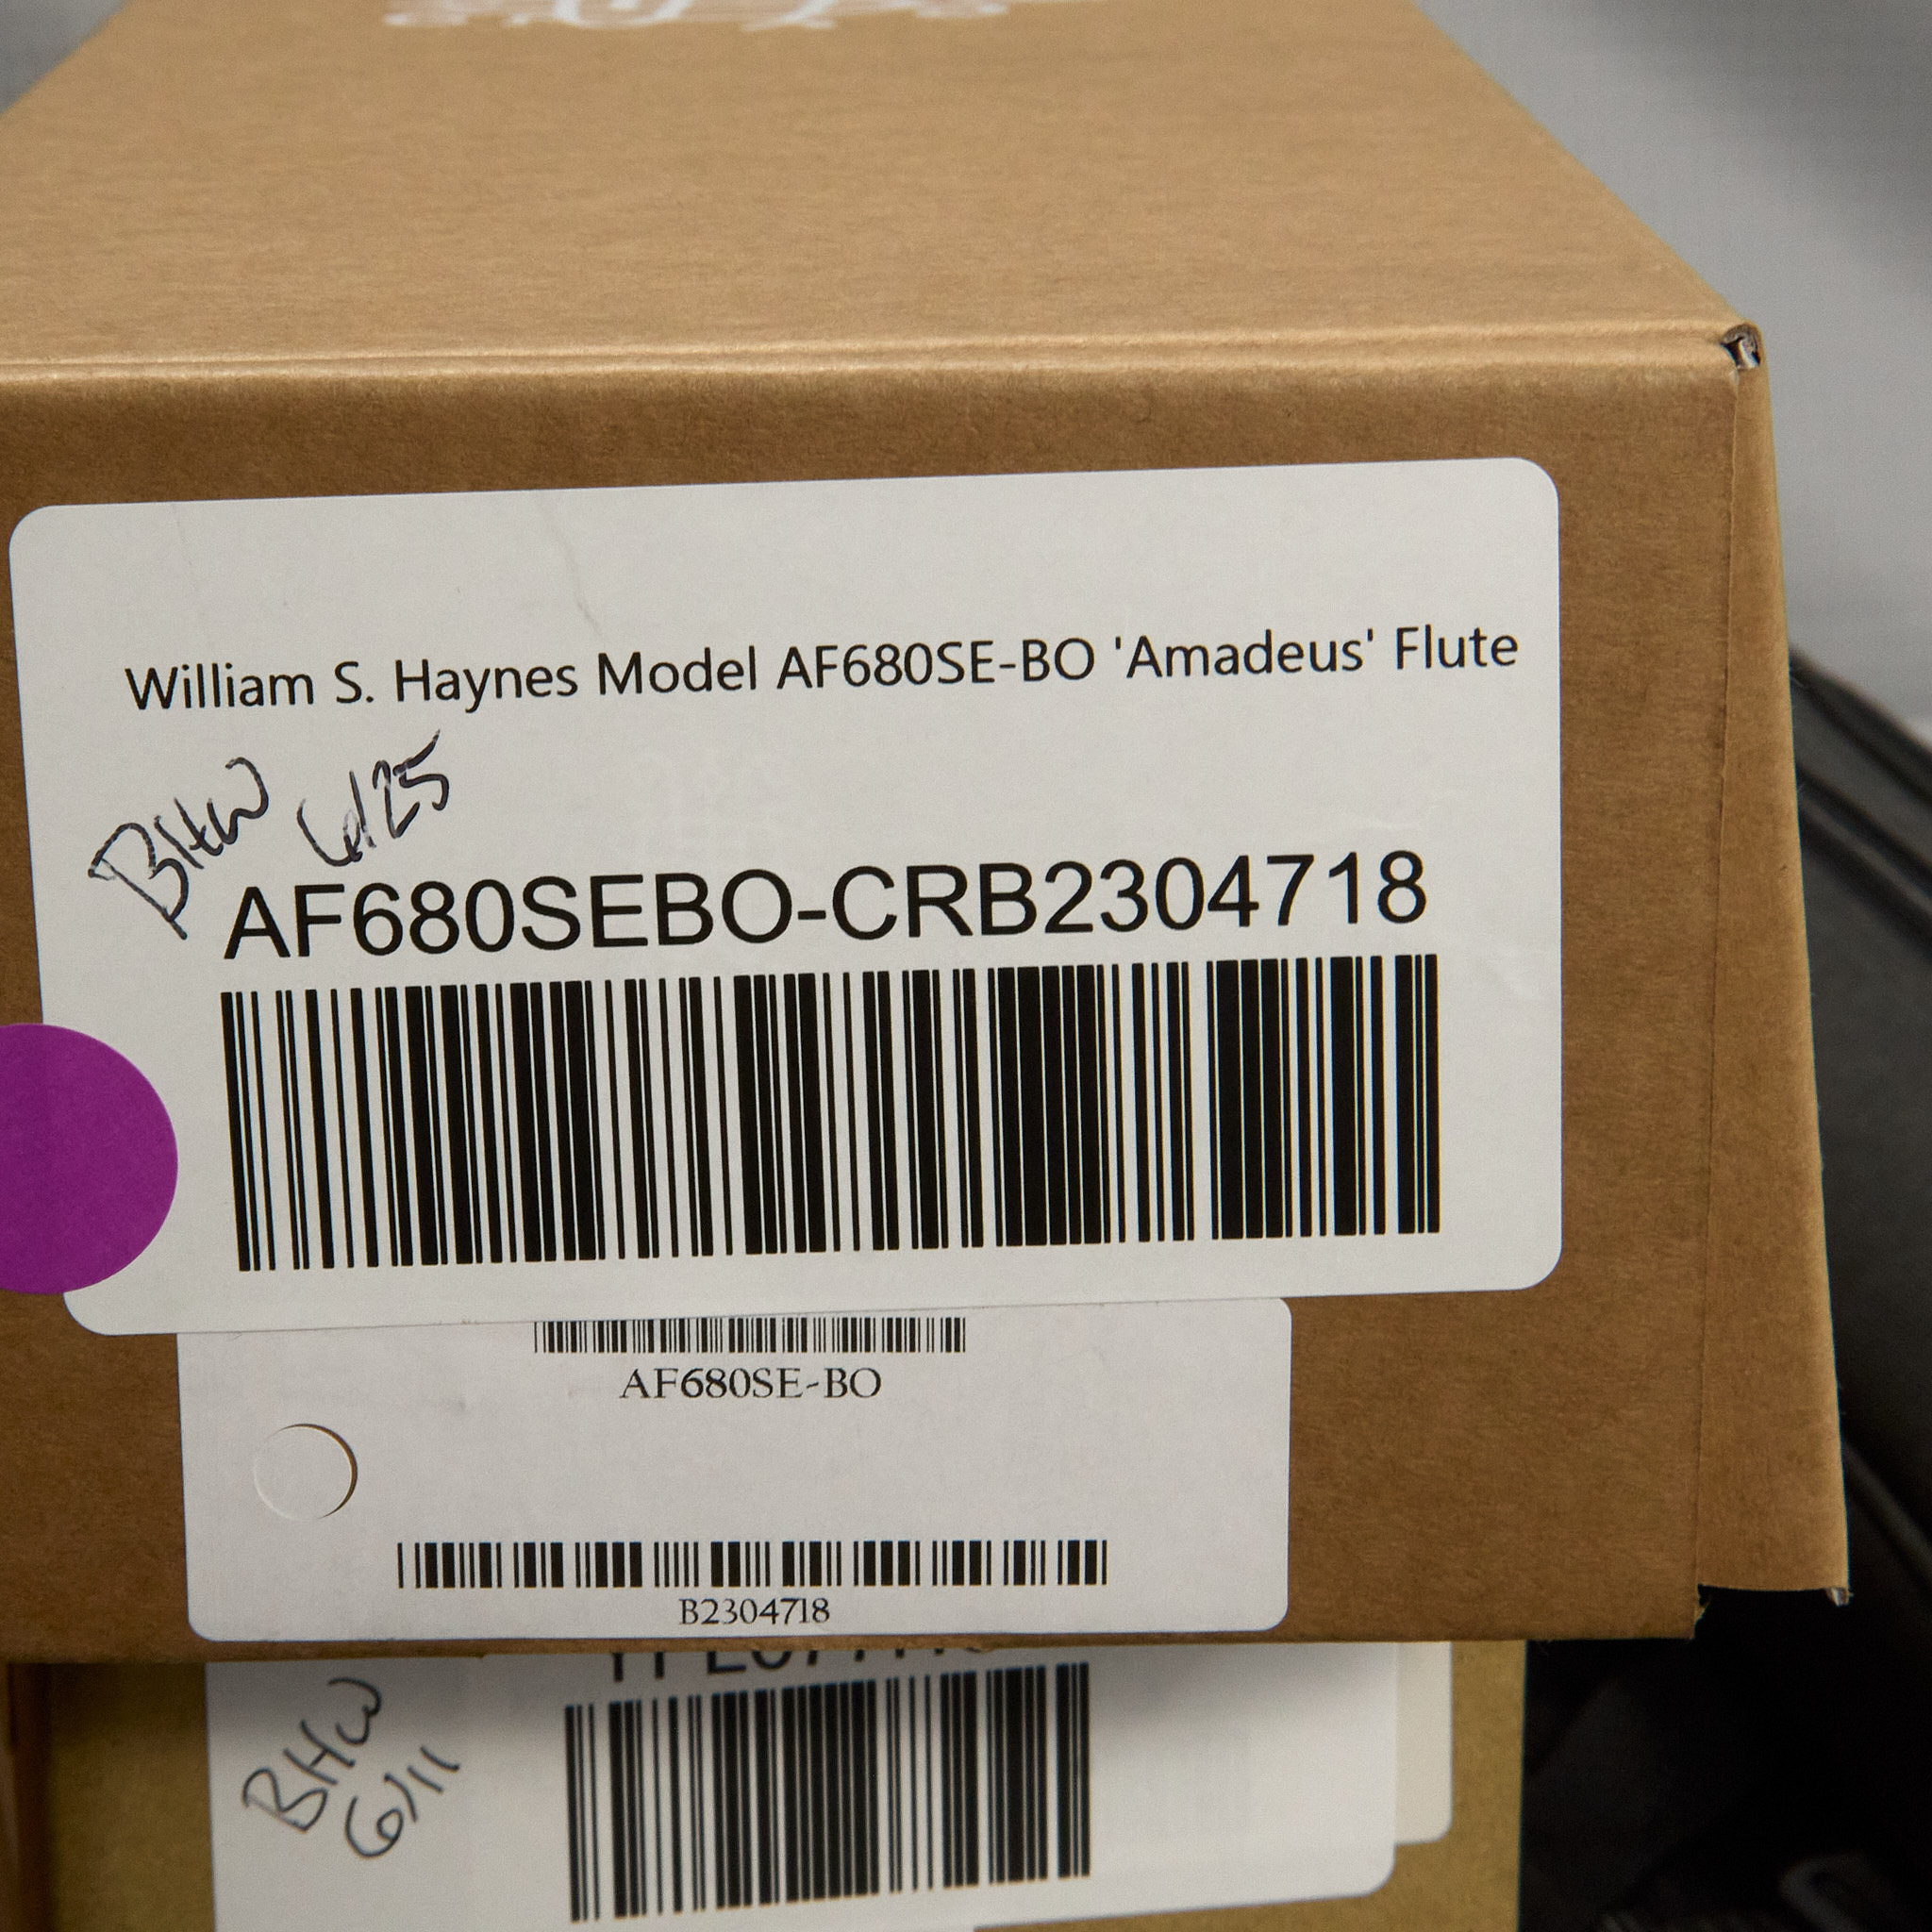 William S. Haynes Model AF680SE-BO 'Amadeus' Flute
BHW 6/25
AF680SEBO-CRB2304718
AF680SE-BO
B2304718
BHW
6/11